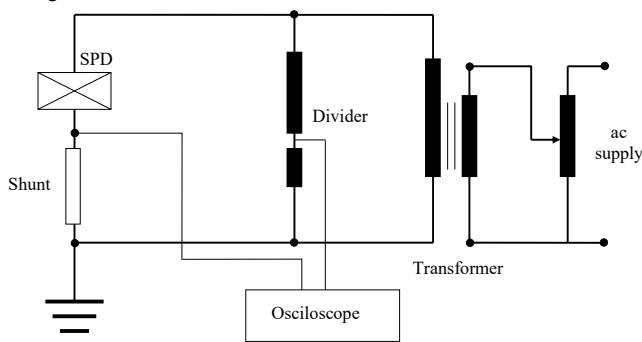 SPD
Divider
ac
supply
Shunt
Transformer
Osciloscope